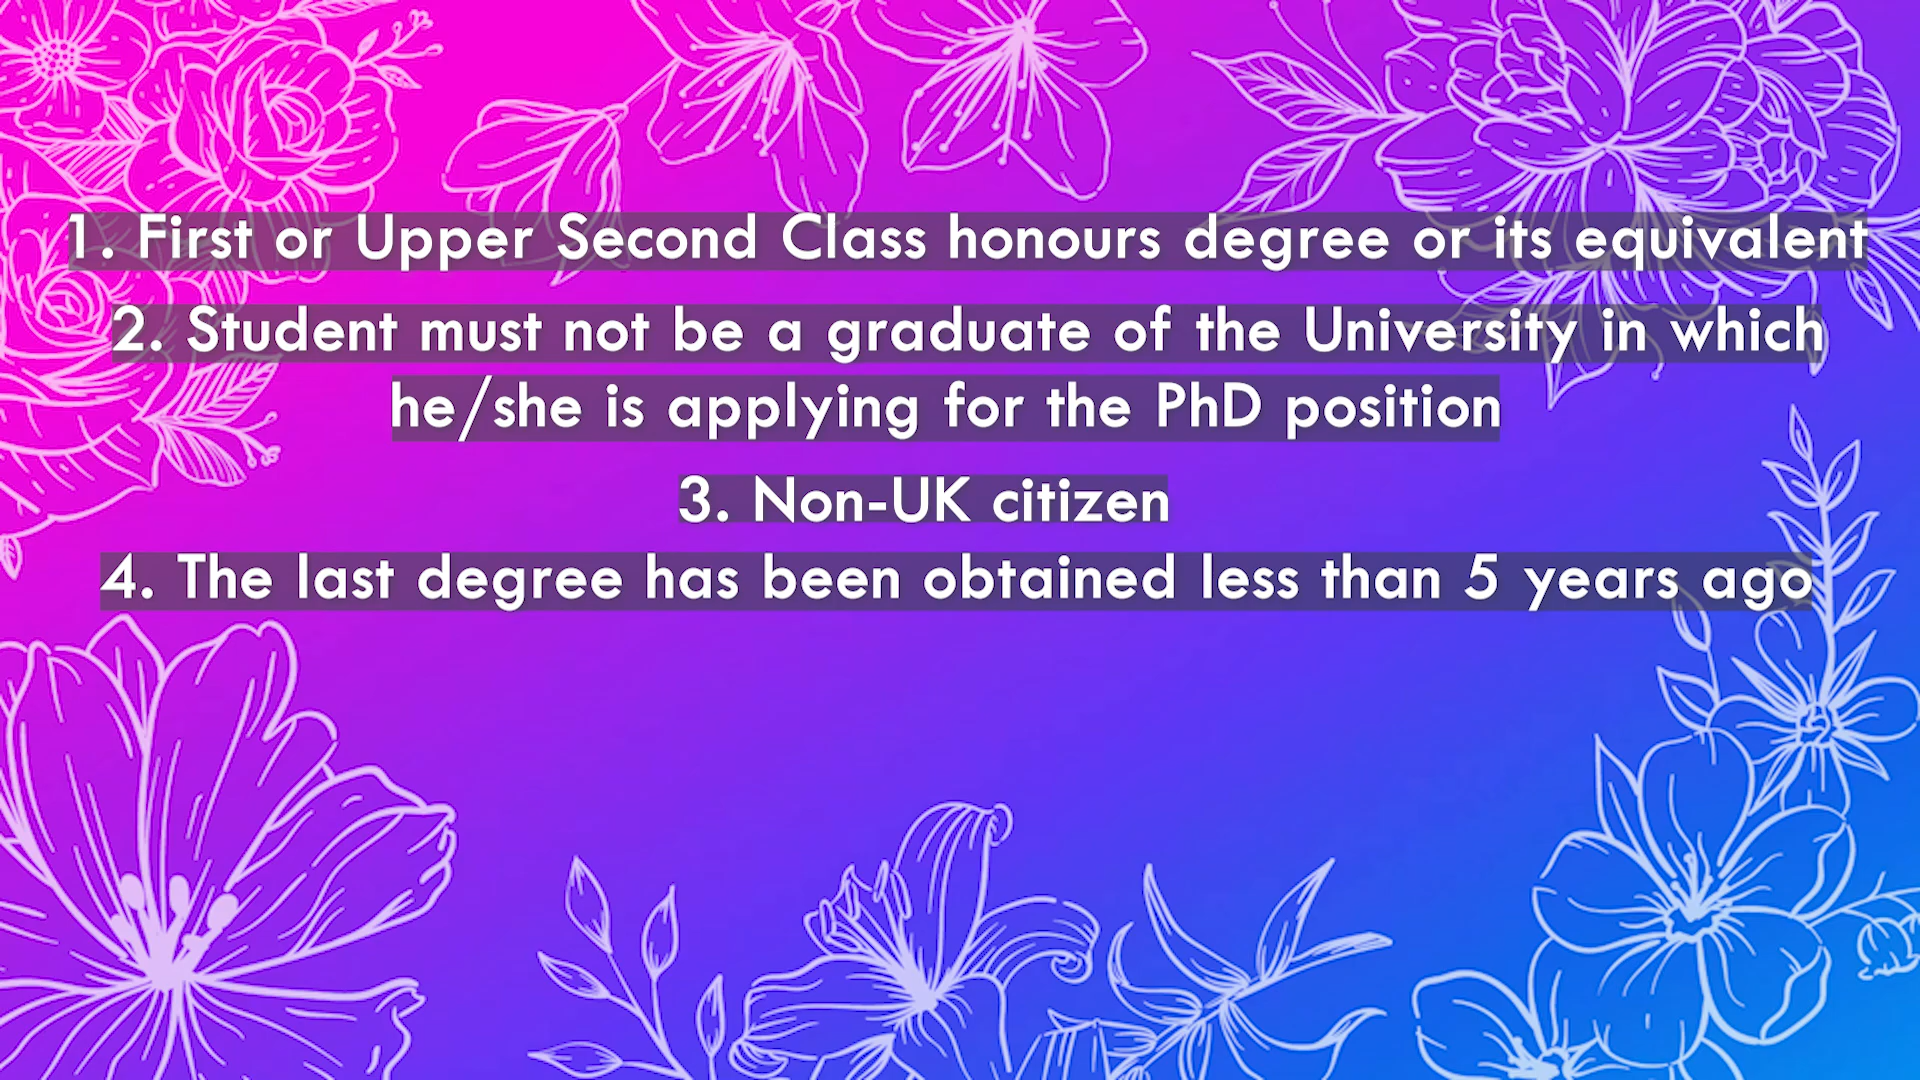 1. First or Upper Second Class honours degree or its equivalent
2. Student must not be a graduate of the University in which
he/she is applying for the PhD position
3. Non-UK citizen
4. The last degree has been obtained less than 5 years ago